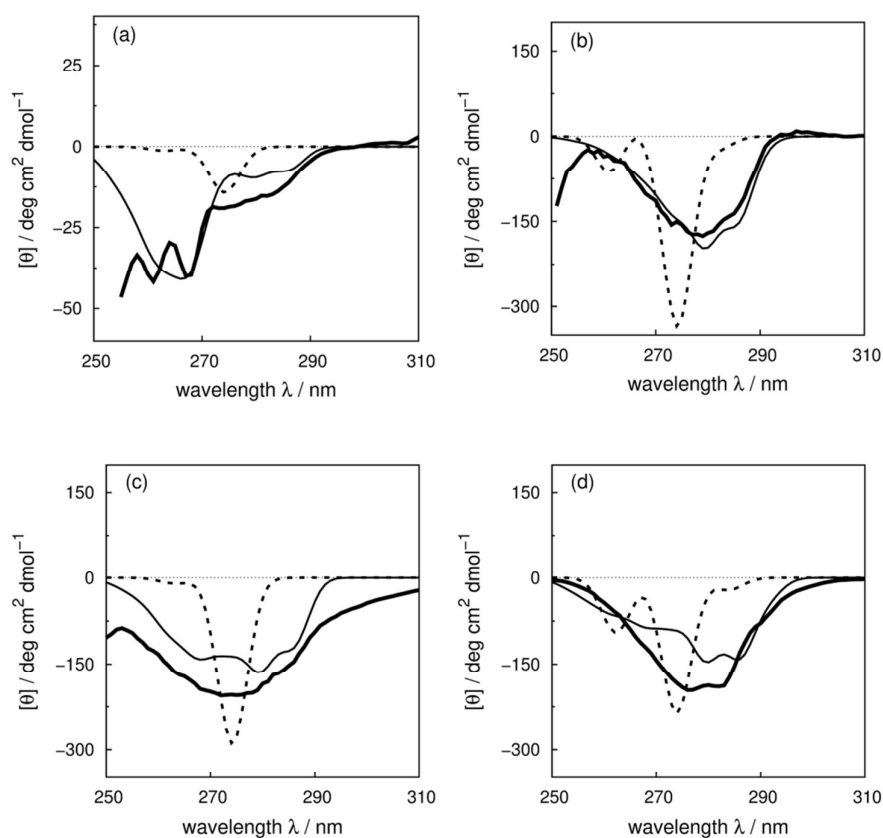 (a)
25
0
−25
−50
[θ] / deg cm² dmol⁻¹
250 270 290 310
wavelength λ / nm
(b)
150
0
−150
−300
[θ] / deg cm² dmol⁻¹
250 270 290 310
wavelength λ / nm
(c)
150
0
−150
−300
[θ] / deg cm² dmol⁻¹
250 270 290 310
wavelength λ / nm
(d)
150
0
−150
−300
[θ] / deg cm² dmol⁻¹
250 270 290 310
wavelength λ / nm